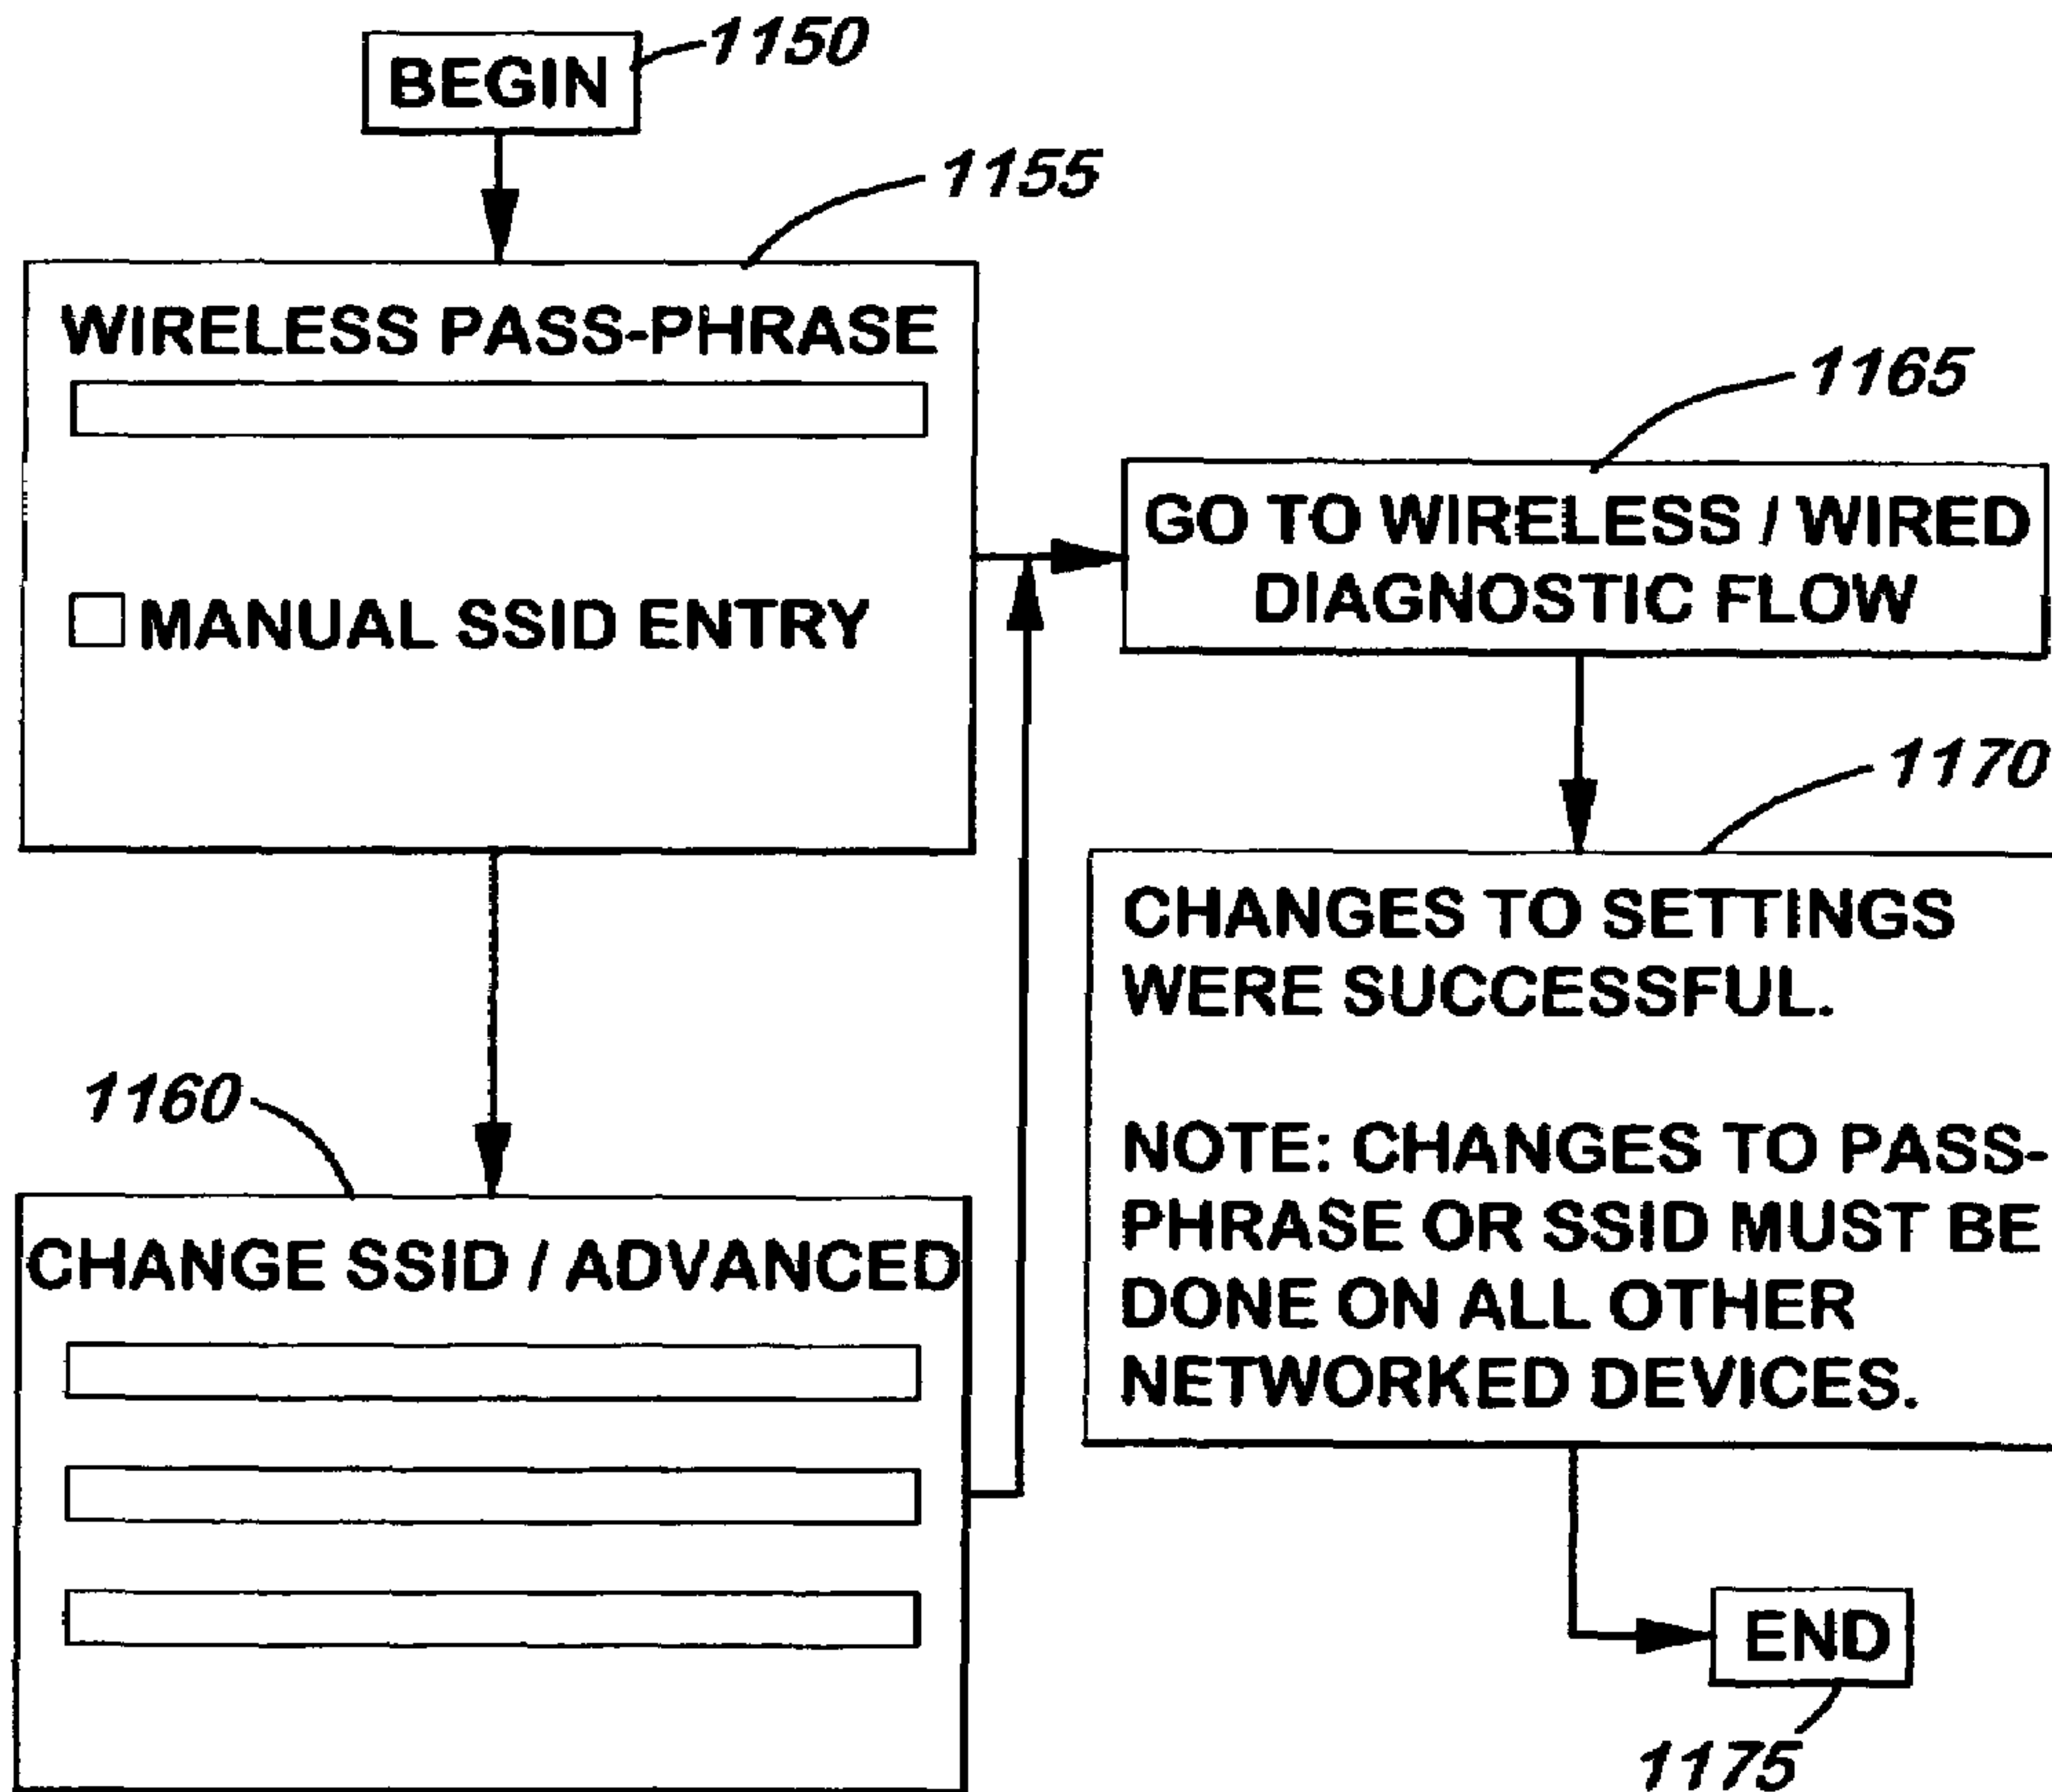 BEGIN
1150
1155
WIRELESS PASS-PHRASE
MANUAL SSID ENTRY
1165
GO TO WIRELESS / WIRED
DIAGNOSTIC FLOW
1170
CHANGES TO SETTINGS
WERE SUCCESSFUL.
NOTE: CHANGES TO PASS-
PHRASE OR SSID MUST BE
DONE ON ALL OTHER
NETWORKED DEVICES.
1160
CHANGE SSID / ADVANCED
END
1175